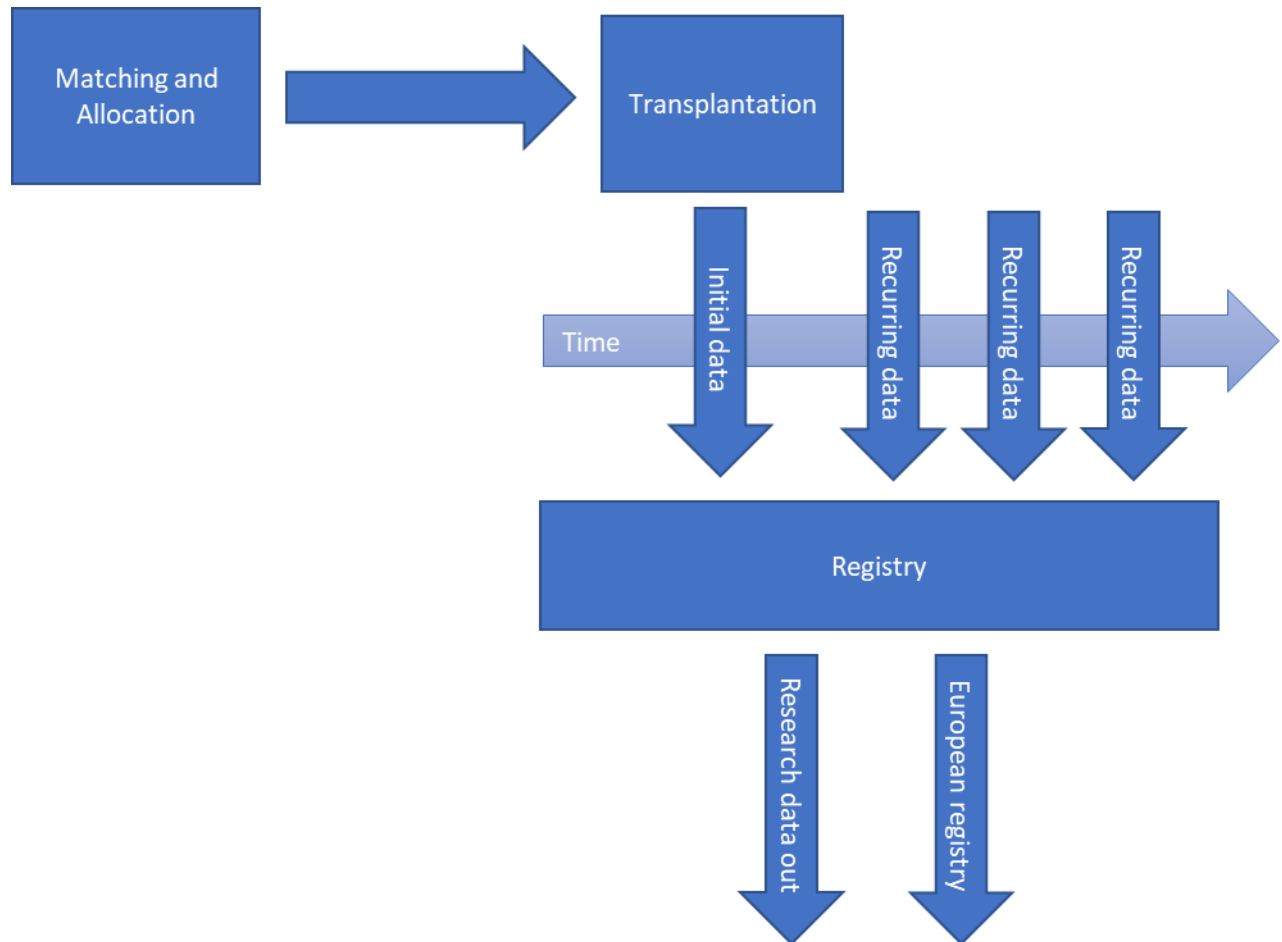 Matching and
Allocation
Transplantation
Initial data
Recurring data
Recurring data
Recurring data
Time
Registry
Research data out
European registry